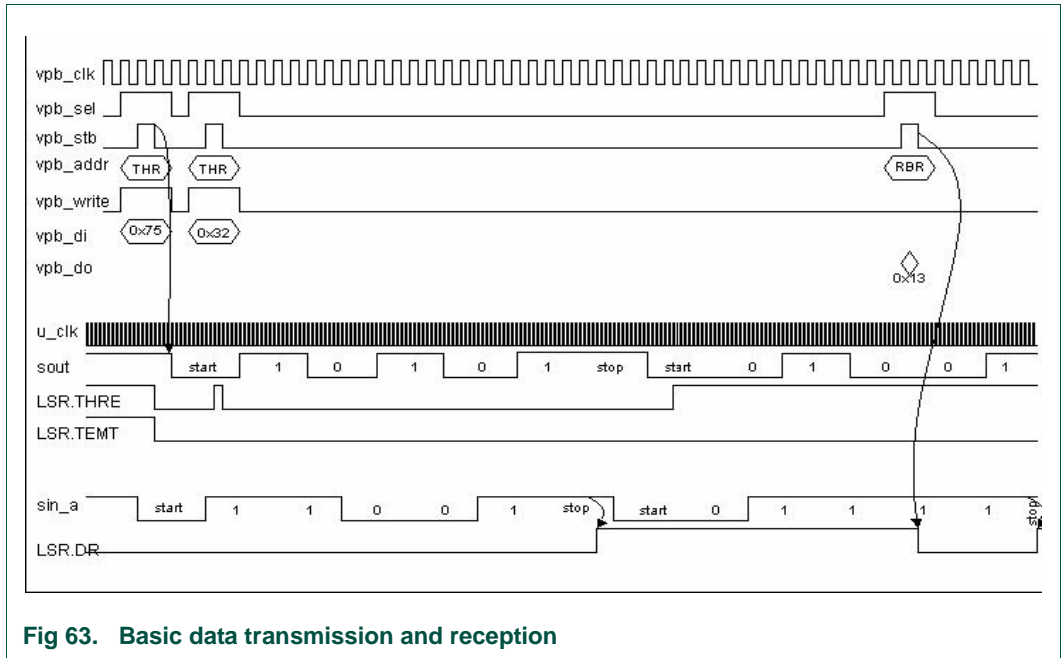 vpb_clk
vpb_sel
vpb_stb
vpb_addr THR THR RBR
vpb_write
vpb_di 0x75 0x32
vpb_do 0x13
u_clk
sout start 1 0 1 0 1 stop start 0 1 0 0 1
LSR.THRE
LSR.TEMT
sin_a start 1 1 0 0 1 stop start 0 1 1 1 1 stop
LSR.DR
Fig 63. Basic data transmission and reception